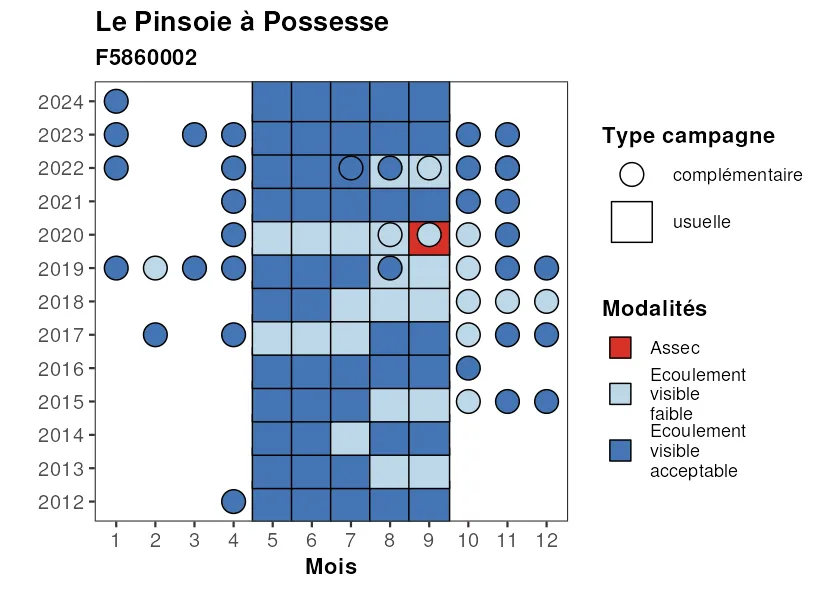 Le Pinsoie à Possesse
F5860002
2024
2023
2022
2021
2020
2019
2018
2017
2016
2015
2014
2013
2012
1 2 3 4 5 6 7 8 9 10 11 12
Mois
Type campagne
complémentaire
usuelle
Modalités
Assec
Ecoulement
visible
faible
Ecoulement
visible
acceptable